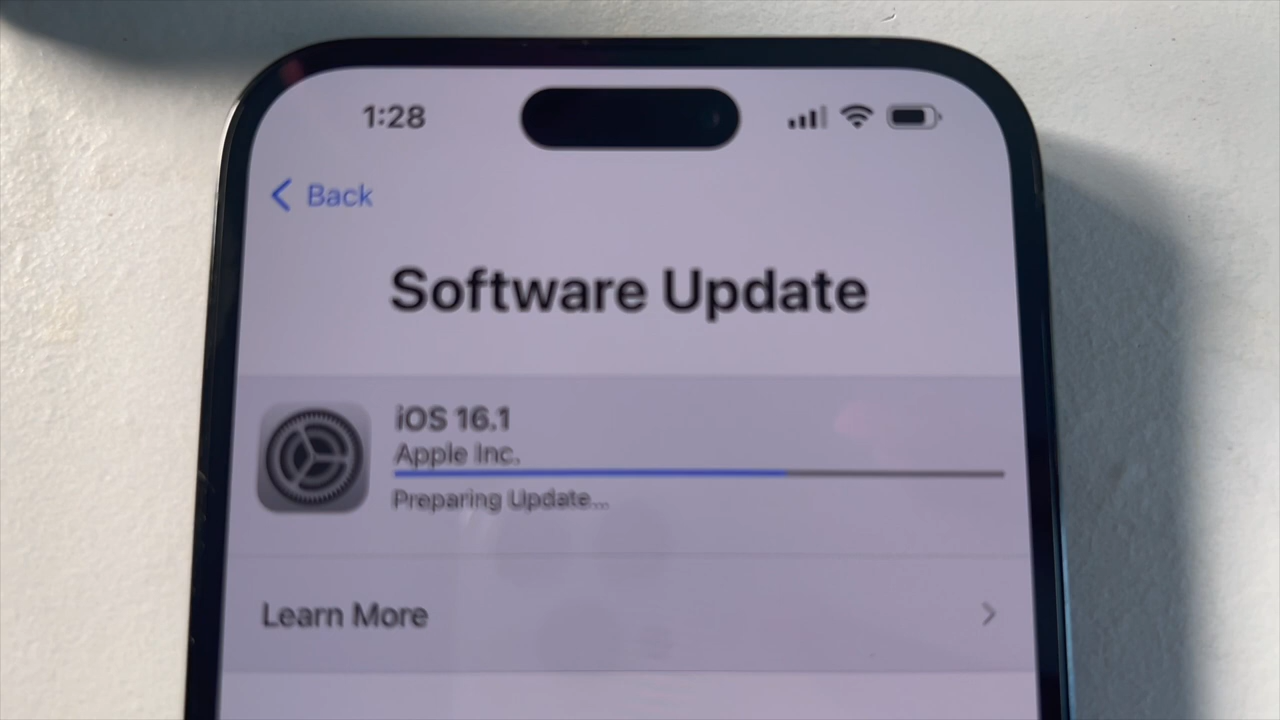 1:28
Back
Software Update
iOS 16.1
Apple Inc.
Preparing Update...
Learn More